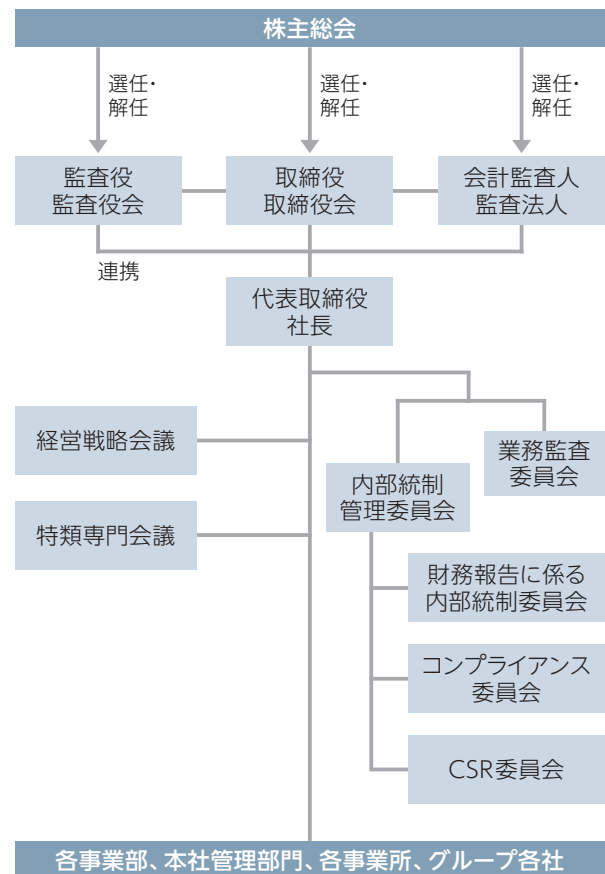 株主総会
選任・
解任
選任・
解任
選任・
解任
監査役
監査役会
取締役
取締役会
会計監査人
監査法人
連携
代表取締役
社長
経営戦略会議
特類専門会議
業務監査
委員会
内部統制
管理委員会
財務報告に係る
内部統制委員会
コンプライアンス
委員会
CSR委員会
各事業部、本社管理部門、各事業所、グループ各社